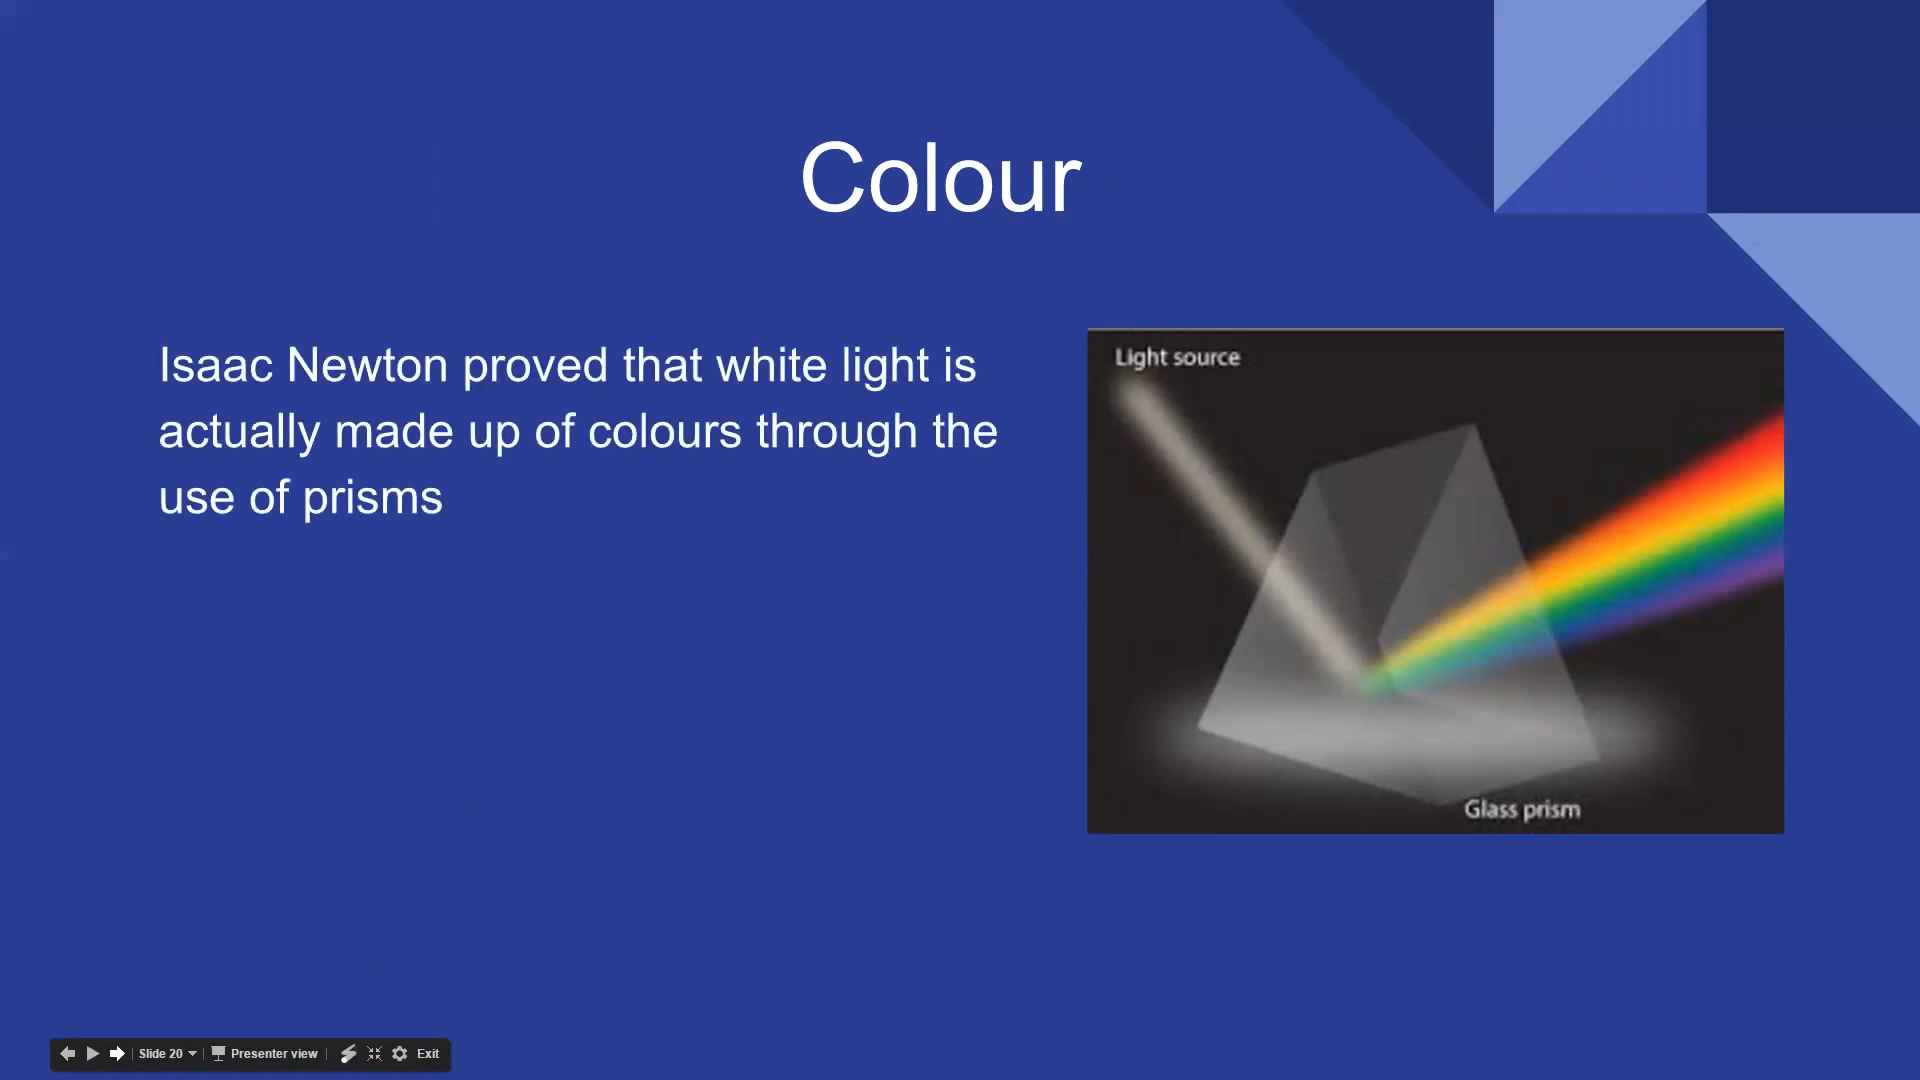 Colour
Isaac Newton proved that white light is
actually made up of colours through the
use of prisms
Light source
Glass prism
Slide 20
Presenter view
Exit